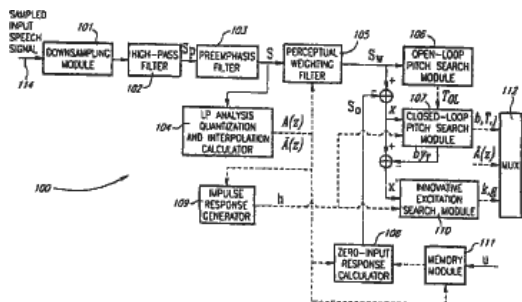 SAMPLED
INPUT
SPEECH
SIGNAL
114
101
DOWNSAMPLING
MODULE
HIGH-PASS
FILTER
102
Sp
103
PREEMPHASIS
FILTER
S
105
PERCEPTUAL
WEIGHTING
FILTER
Sw
106
OPEN-LOOP
PITCH SEARCH
MODULE
TOL
+
-
So
x
107
CLOSED-LOOP
PITCH SEARCH
MODULE
b,T,j
112
MUX
104
LP ANALYSIS
QUANTIZATION
AND INTERPOLATION
CALCULATOR
A(z)
Â(z)
+
-
byT
Â(z)
100
109
IMPULSE
RESPONSE
GENERATOR
h
x'
INNOVATIVE
EXCITATION
SEARCH MODULE
110
k,g
108
ZERO-INPUT
RESPONSE
CALCULATOR
111
MEMORY
MODULE
u